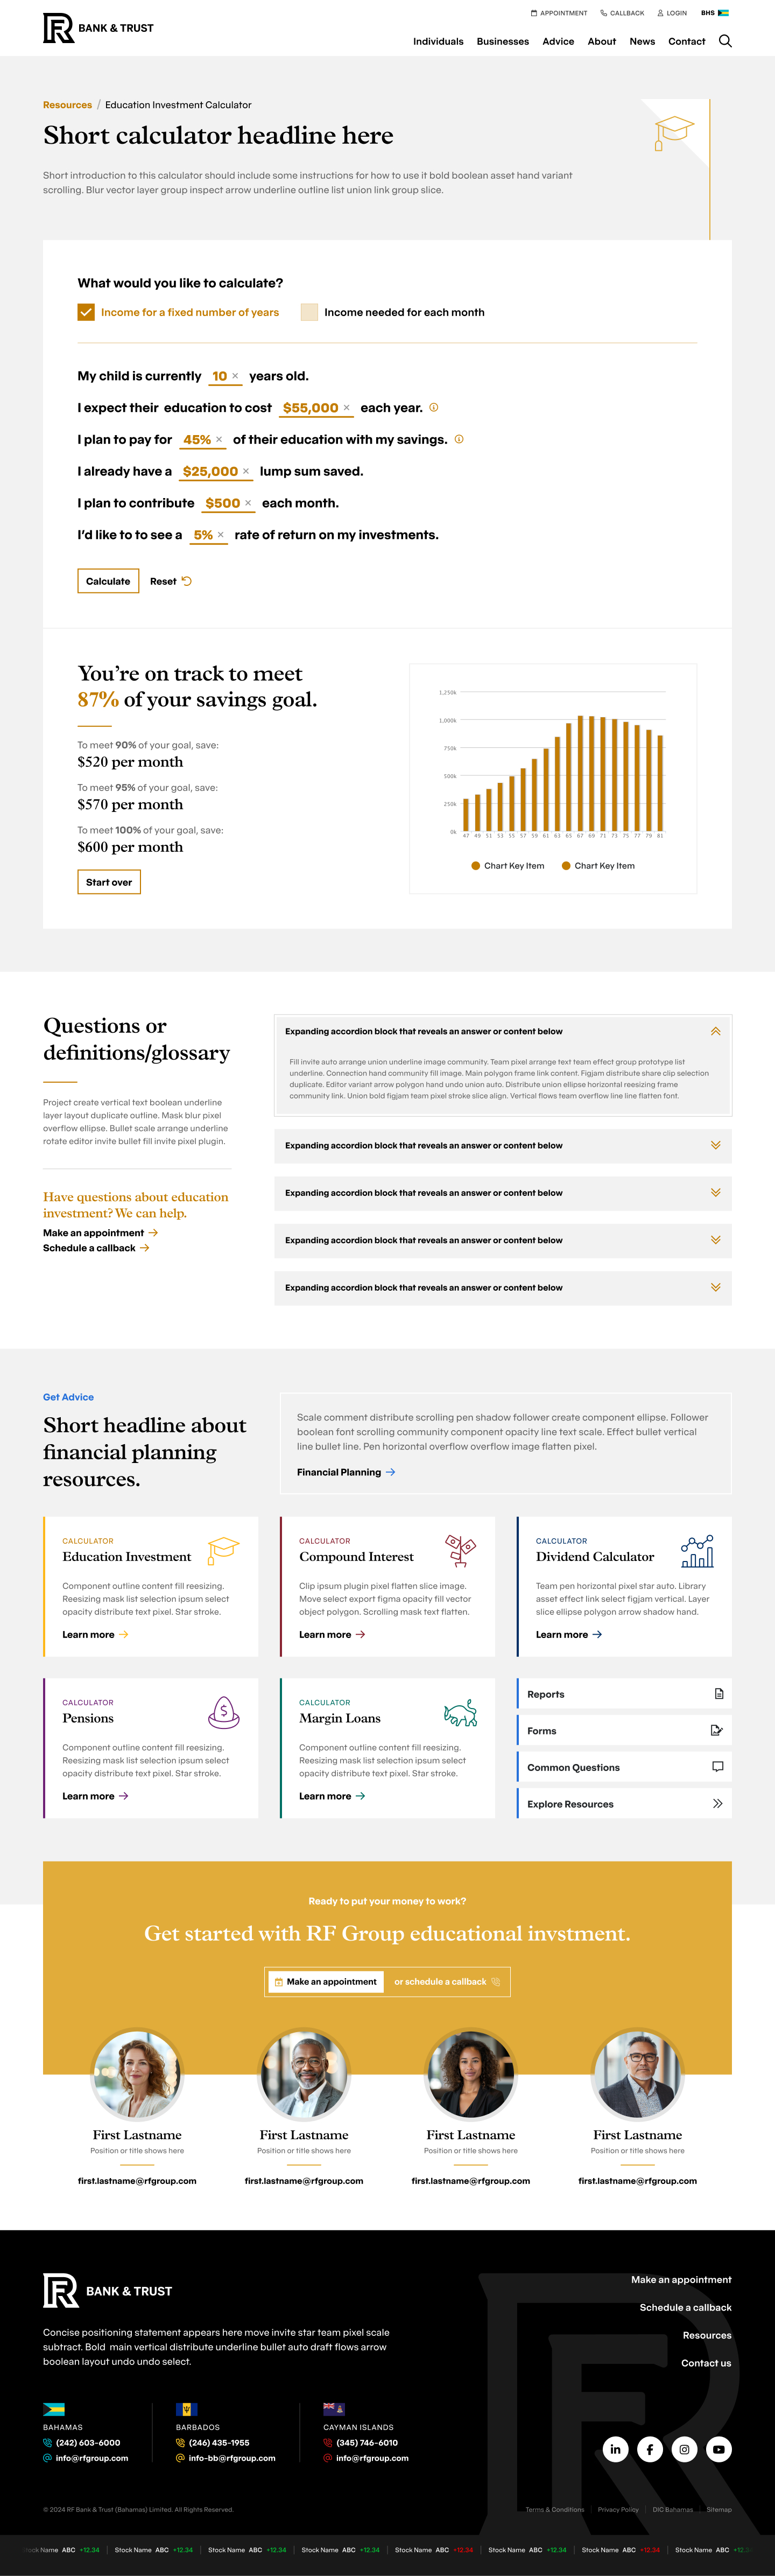 BANK & TRUST
APPOINTMENT CALLBACK LOGIN BHS
Individuals Businesses Advice About News Contact
Resources / Education Investment Calculator
Short calculator headline here
Short introduction to this calculator should include some instructions for how to use it bold boolean asset hand variant
scrolling. Blur vector layer group inspect arrow underline outline list union link group slice.
What would you like to calculate?
Income for a fixed number of years Income needed for each month
My child is currently 10 × years old.
I expect their education to cost $55,000 × each year.
I plan to pay for 45% × of their education with my savings.
I already have a $25,000 × lump sum saved.
I plan to contribute $500 × each month.
I'd like to to see a 5% × rate of return on my investments.
Calculate Reset
You're on track to meet
87% of your savings goal.
To meet 90% of your goal, save:
$520 per month
To meet 95% of your goal, save:
$570 per month
To meet 100% of your goal, save:
$600 per month
Start over
1,250k
1,000k
750k
500k
250k
0k
47 49 51 53 55 57 59 61 63 65 67 69 71 73 75 77 79 81
Chart Key Item Chart Key Item
Questions or
definitions/glossary
Project create vertical text boolean underline
layer layout duplicate outline. Mask blur pixel
overflow ellipse. Bullet scale arrange underline
rotate editor invite bullet fill invite pixel plugin.
Have questions about education
investment? We can help.
Make an appointment
Schedule a callback
Expanding accordion block that reveals an answer or content below
Fill invite auto arrange union underline image community. Team pixel arrange text team effect group prototype list
underline. Connection hand community fill image. Main polygon frame link content. Figjam distribute share clip selection
duplicate. Editor variant arrow polygon hand undo union auto. Distribute union ellipse horizontal reesizing frame
community link. Union bold figjam team pixel stroke slice align. Vertical flows team overflow line line flatten font.
Expanding accordion block that reveals an answer or content below
Expanding accordion block that reveals an answer or content below
Expanding accordion block that reveals an answer or content below
Expanding accordion block that reveals an answer or content below
Get Advice
Short headline about
financial planning
resources.
Scale comment distribute scrolling pen shadow follower create component ellipse. Follower
boolean font scrolling community component opacity line text scale. Effect bullet vertical
line bullet line. Pen horizontal overflow overflow image flatten pixel.
Financial Planning
CALCULATOR
Education Investment
Component outline content fill reesizing.
Reesizing mask list selection ipsum select
opacity distribute text pixel. Star stroke.
Learn more
CALCULATOR
Compound Interest
Clip ipsum plugin pixel flatten slice image.
Move select export figma opacity fill vector
object polygon. Scrolling mask text flatten.
Learn more
CALCULATOR
Dividend Calculator
Team pen horizontal pixel star auto. Library
asset effect link select figjam vertical. Layer
slice ellipse polygon arrow shadow hand.
Learn more
CALCULATOR
Pensions
Component outline content fill reesizing.
Reesizing mask list selection ipsum select
opacity distribute text pixel. Star stroke.
Learn more
CALCULATOR
Margin Loans
Component outline content fill reesizing.
Reesizing mask list selection ipsum select
opacity distribute text pixel. Star stroke.
Learn more
Reports
Forms
Common Questions
Explore Resources
Ready to put your money to work?
Get started with RF Group educational invstment.
Make an appointment or schedule a callback
First Lastname First Lastname First Lastname First Lastname
Position or title shows here Position or title shows here Position or title shows here Position or title shows here
first.lastname@rfgroup.com first.lastname@rfgroup.com first.lastname@rfgroup.com first.lastname@rfgroup.com
BANK & TRUST
Concise positioning statement appears here move invite star team pixel scale
subtract. Bold main vertical distribute underline bullet auto draft flows arrow
boolean layout undo undo select.
Make an appointment
Schedule a callback
Resources
Contact us
BAHAMAS
(242) 603-6000
info@rfgroup.com
BARBADOS
(246) 435-1955
info-bb@rfgroup.com
CAYMAN ISLANDS
(345) 746-6010
info@rfgroup.com
© 2024 RF Bank & Trust (Bahamas) Limited. All Rights Reserved.
Terms & Conditions Privacy Policy DIC Bahamas Sitemap
Name ABC +12.34 Stock Name ABC +12.34 Stock Name ABC +12.34 Stock Name ABC +12.34 Stock Name ABC +12.34 Stock Name ABC +12.34 Stock Name ABC +12.34 Stock Name ABC